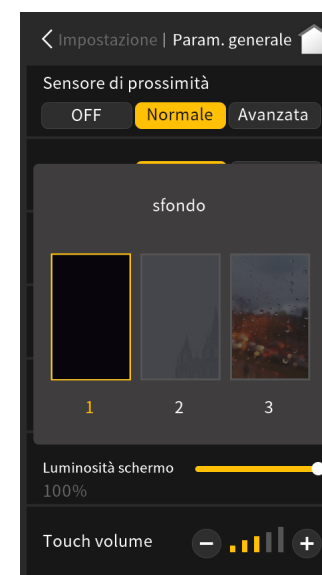 Impostazione | Param. generale
Sensore di prossimità
OFF Normale Avanzata
sfondo
1 2 3
Luminosità schermo
100%
Touch volume